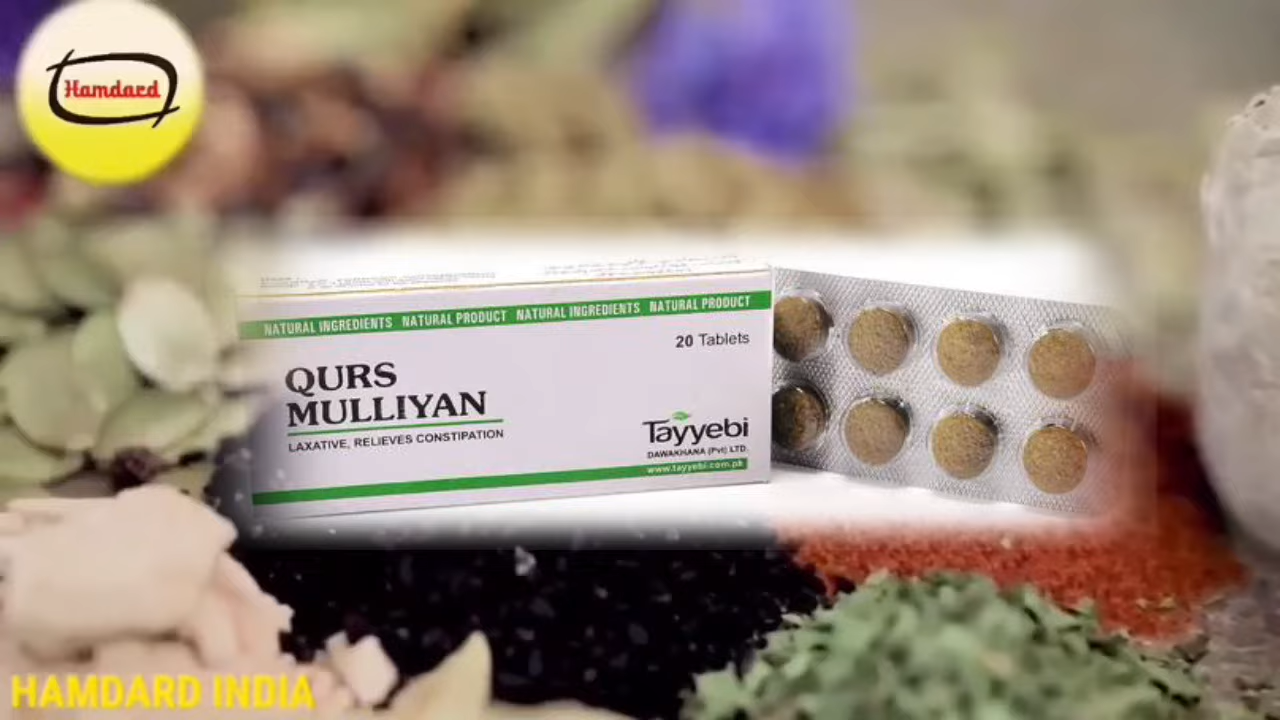 Hamdard
NATURAL INGREDIENTS NATURAL PRODUCT NATURAL INGREDIENTS NATURAL PRODUCT
20 Tablets
QURS
MULLIYAN
LAXATIVE, RELIEVES CONSTIPATION
Tayyebi
DAWAKHANA (Pvt) LTD.
www.tayyebi.com.pk
HAMDARD INDIA